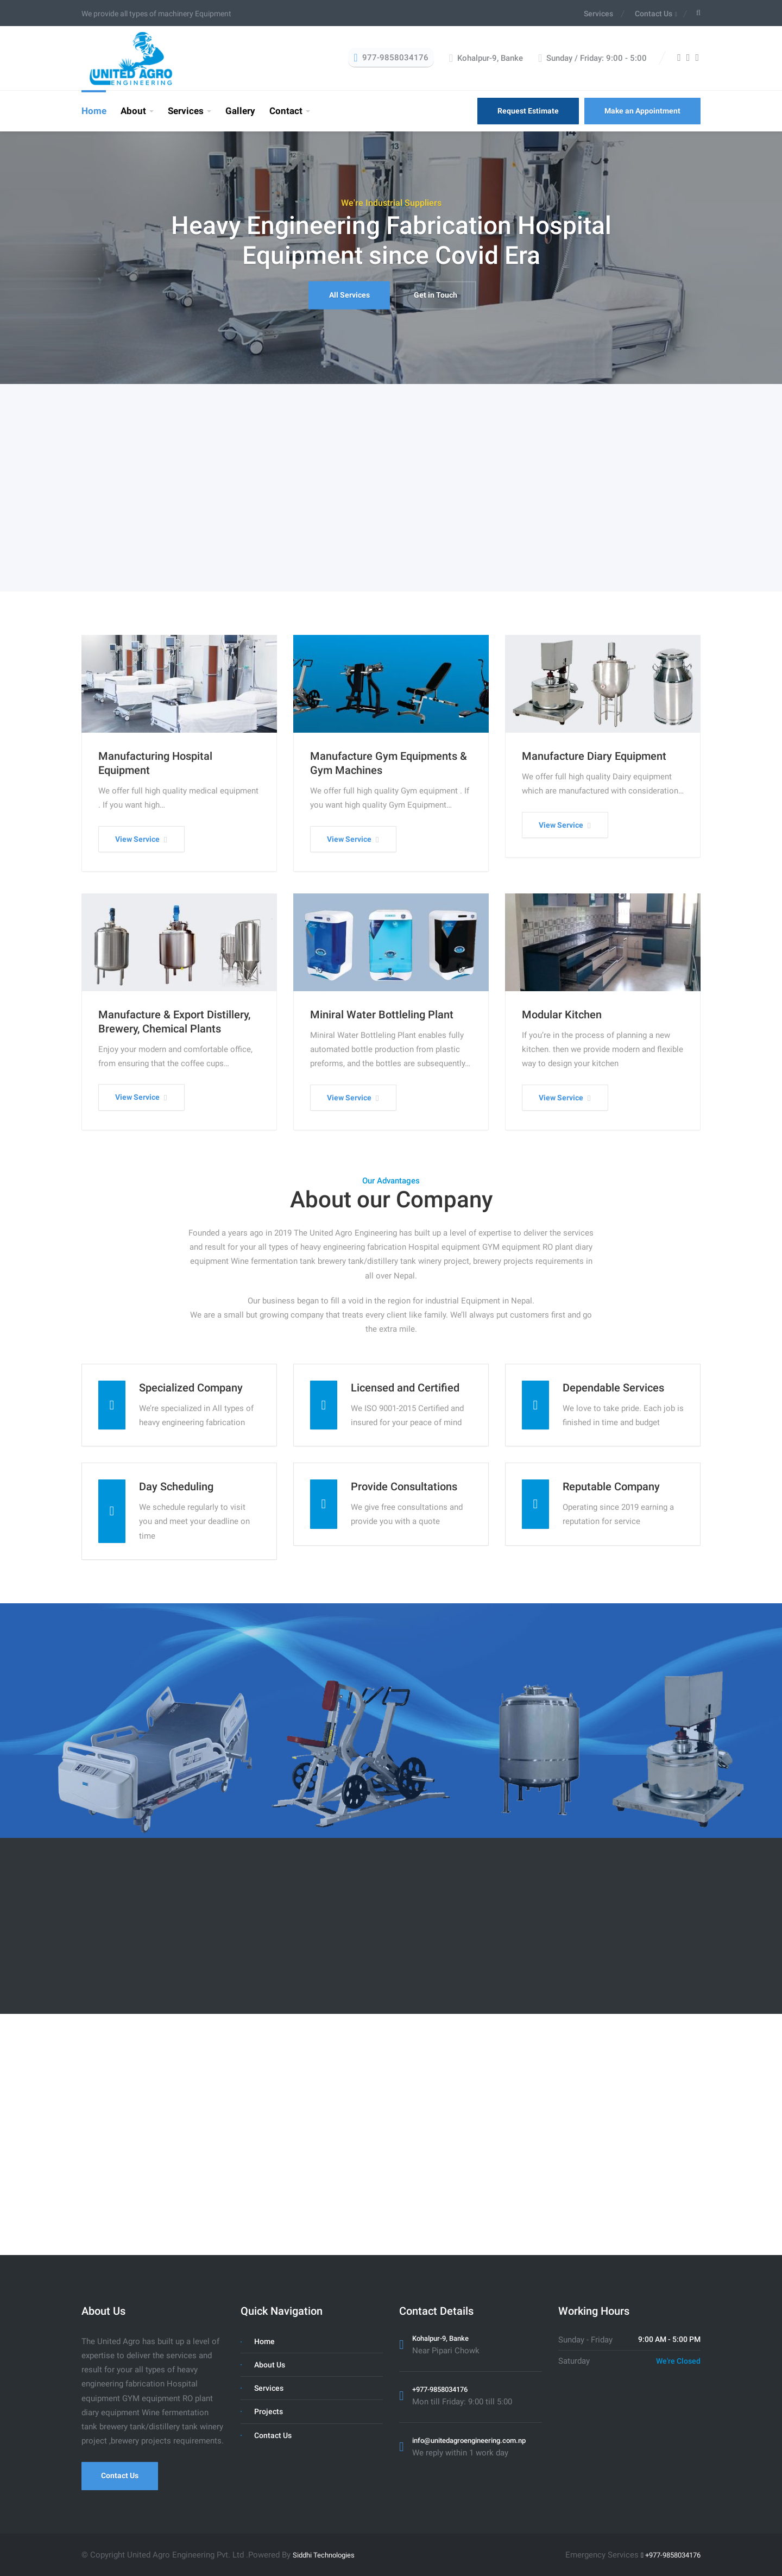 We provide all types of machinery Equipment
Services
Contact Us
UNITED AGRO
ENGINEERING
977-9858034176
Kohalpur-9, Banke
Sunday / Friday: 9:00 - 5:00
Home
About
Services
Gallery
Contact
Request Estimate
Make an Appointment
We're Industrial Suppliers
Heavy Engineering Fabrication Hospital
Equipment since Covid Era
All Services
Get in Touch
Manufacturing Hospital
Equipment
We offer full high quality medical equipment
. If you want high...
View Service
Manufacture Gym Equipments &
Gym Machines
We offer full high quality Gym equipment . If
you want high quality Gym Equipment...
View Service
Manufacture Diary Equipment
We offer full high quality Dairy equipment
which are manufactured with consideration...
View Service
Manufacture & Export Distillery,
Brewery, Chemical Plants
Enjoy your modern and comfortable office,
from ensuring that the coffee cups...
View Service
Miniral Water Bottleling Plant
Miniral Water Bottleling Plant enables fully
automated bottle production from plastic
preforms, and the bottles are subsequently...
View Service
Modular Kitchen
If you're in the process of planning a new
kitchen. then we provide modern and flexible
way to design your kitchen
View Service
Our Advantages
About our Company
Founded a years ago in 2019 The United Agro Engineering has built up a level of expertise to deliver the services
and result for your all types of heavy engineering fabrication Hospital equipment GYM equipment RO plant diary
equipment Wine fermentation tank brewery tank/distillery tank winery project, brewery projects requirements in
all over Nepal.
Our business began to fill a void in the region for industrial Equipment in Nepal.
We are a small but growing company that treats every client like family. We'll always put customers first and go
the extra mile.
Specialized Company
We're specialized in All types of
heavy engineering fabrication
Licensed and Certified
We ISO 9001-2015 Certified and
insured for your peace of mind
Dependable Services
We love to take pride. Each job is
finished in time and budget
Day Scheduling
We schedule regularly to visit
you and meet your deadline on
time
Provide Consultations
We give free consultations and
provide you with a quote
Reputable Company
Operating since 2019 earning a
reputation for service
About Us
The United Agro has built up a level of
expertise to deliver the services and
result for your all types of heavy
engineering fabrication Hospital
equipment GYM equipment RO plant
diary equipment Wine fermentation
tank brewery tank/distillery tank winery
project ,brewery projects requirements.
Contact Us
Quick Navigation
Home
About Us
Services
Projects
Contact Us
Contact Details
Kohalpur-9, Banke
Near Pipari Chowk
+977-9858034176
Mon till Friday: 9:00 till 5:00
info@unitedagroengineering.com.np
We reply within 1 work day
Working Hours
Sunday - Friday 9:00 AM - 5:00 PM
Saturday We're Closed
© Copyright United Agro Engineering Pvt. Ltd .Powered By Siddhi Technologies
Emergency Services +977-9858034176